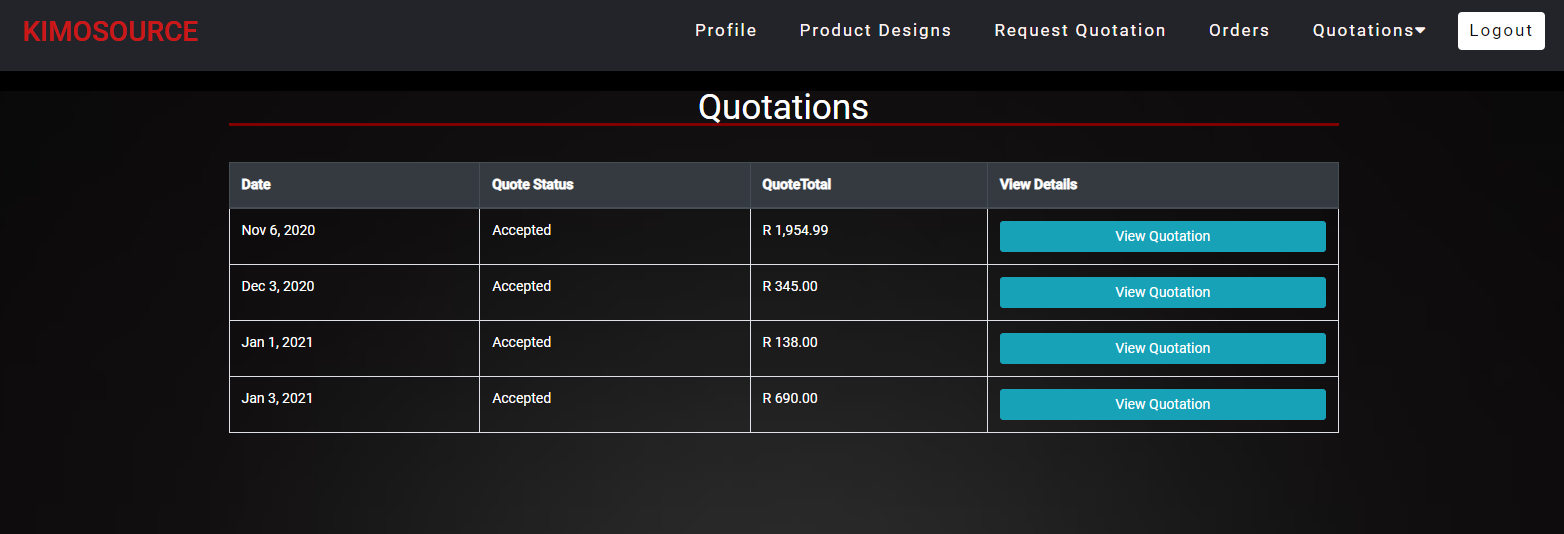 KIMOSOURCE Profile Product Designs Request Quotation Orders Quotations Logout
Quotations
Date Quote Status QuoteTotal View Details
Nov 6, 2020 Accepted R 1,954.99 View Quotation
Dec 3, 2020 Accepted R 345.00 View Quotation
Jan 1, 2021 Accepted R 138.00 View Quotation
Jan 3, 2021 Accepted R 690.00 View Quotation